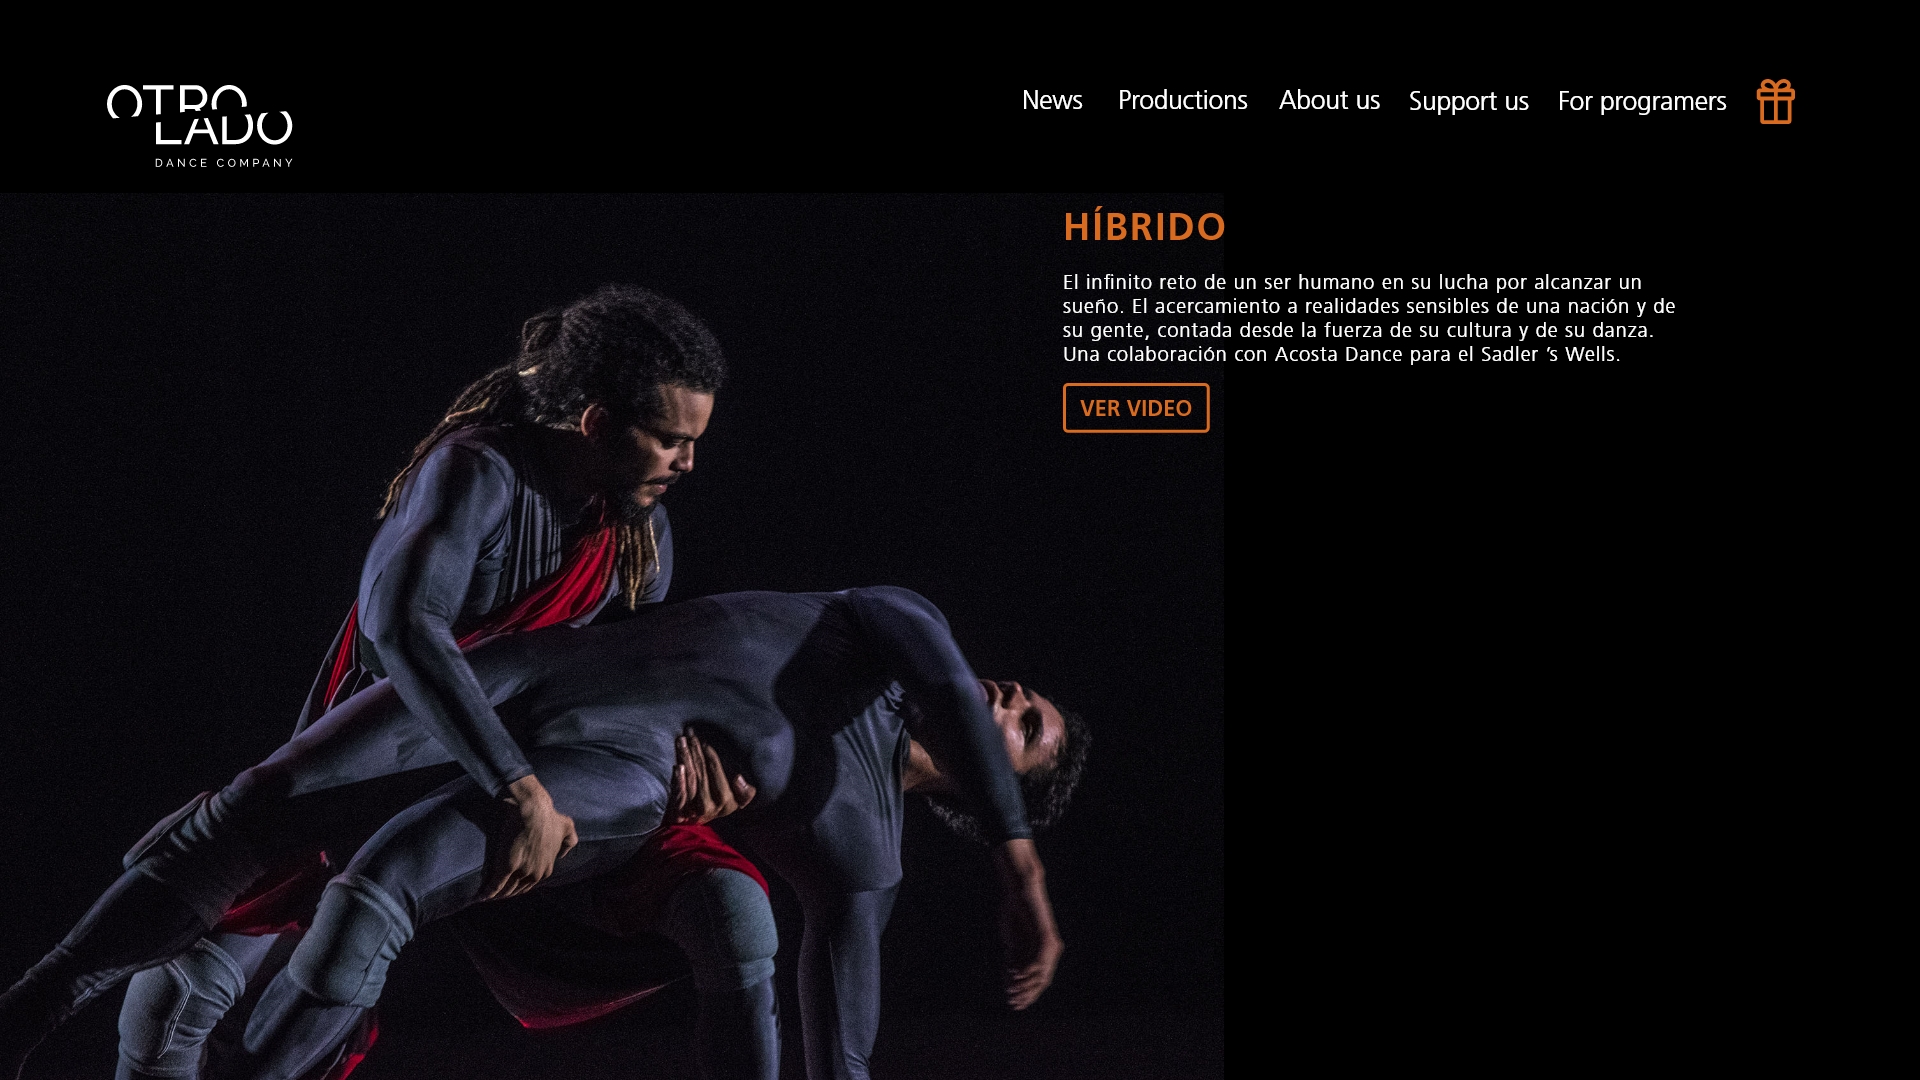 OTRO
LADO
DANCE COMPANY
News Productions About us Support us For programers
HÍBRIDO
El infinito reto de un ser humano en su lucha por alcanzar un
sueño. El acercamiento a realidades sensibles de una nación y de
su gente, contada desde la fuerza de su cultura y de su danza.
Una colaboración con Acosta Dance para el Sadler ’s Wells.
VER VIDEO